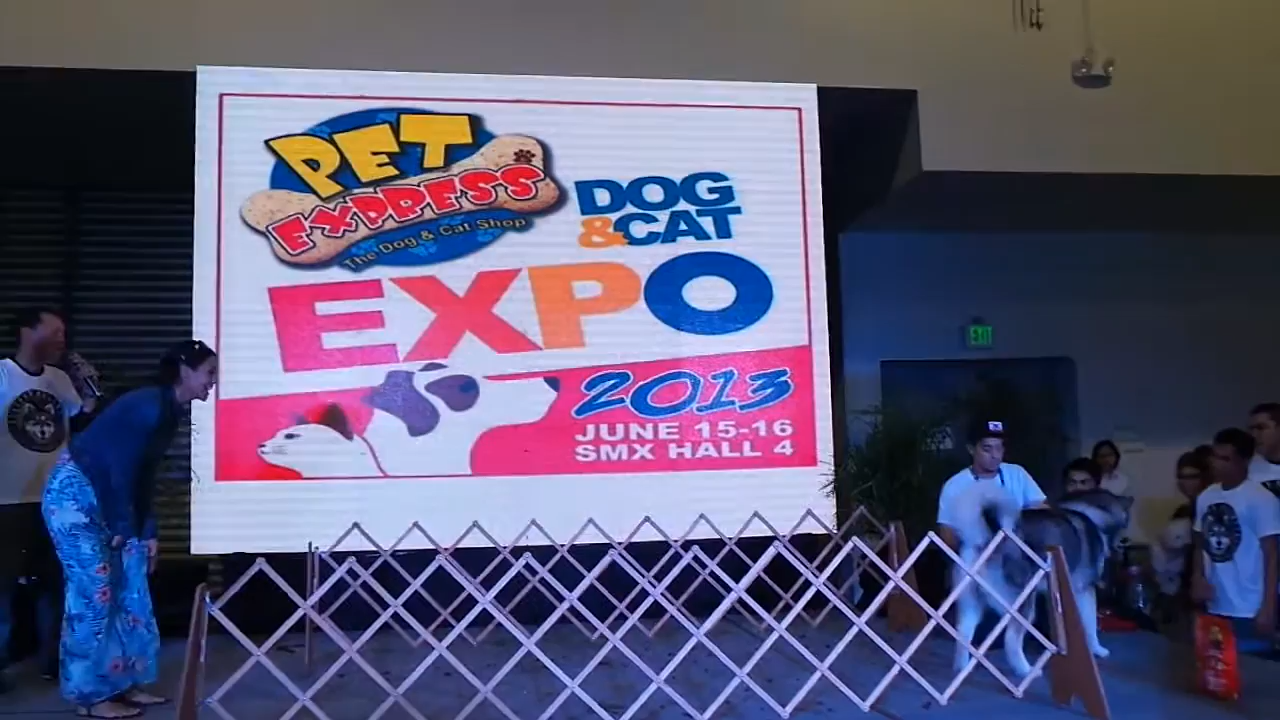 PET
EXPRESS
The Dog & Cat Shop
DOG
&CAT
EXPO
2013
JUNE 15-16
SMX HALL 4
EXIT